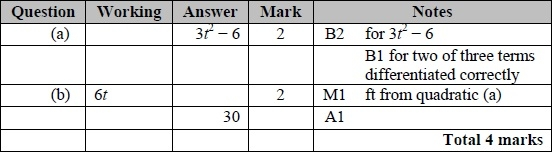 Question Working Answer Mark Notes
(a) 3t² – 6 2 B2 for 3t² – 6
B1 for two of three terms
differentiated correctly
(b) 6t 2 M1 ft from quadratic (a)
30 A1
Total 4 marks